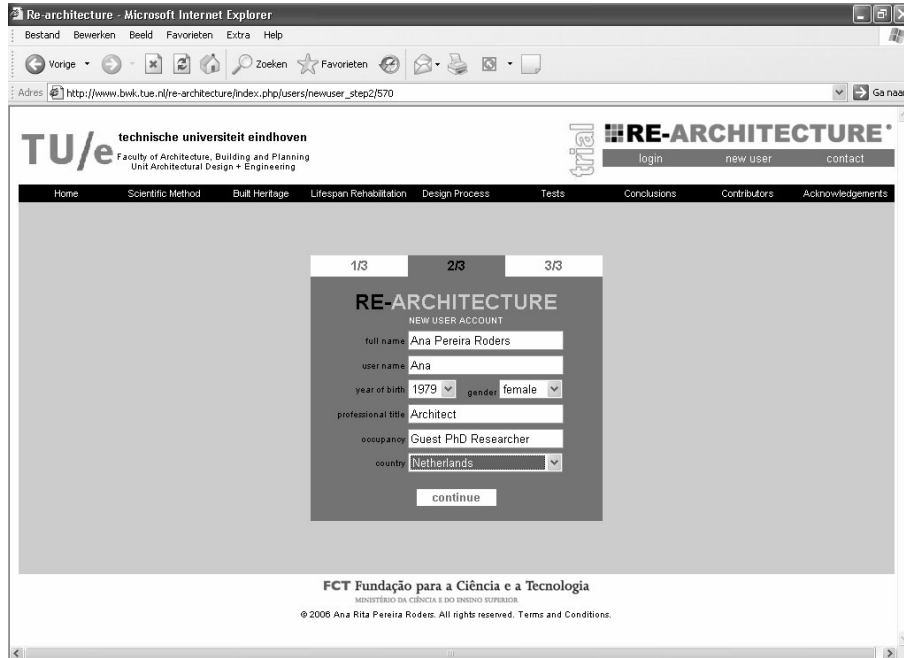 Re-architecture - Microsoft Internet Explorer
Bestand Bewerken Beeld Favorieten Extra Help
Vorige Zoeken Favorieten
Adres http://www.bwk.tue.nl/re-architecture/index.php/users/newuser_step2/570 Ga naar
TU/e technische universiteit eindhoven
Faculty of Architecture, Building and Planning
Unit Architectural Design + Engineering
trial
RE-ARCHITECTURE
login new user contact
Home Scientific Method Built Heritage Lifespan Rehabilitation Design Process Tests Conclusions Contributors Acknowledgements
1/3 2/3 3/3
RE-ARCHITECTURE
NEW USER ACCOUNT
full name Ana Pereira Roders
user name Ana
year of birth 1979 gender female
professional title Architect
occupancy Guest PhD Researcher
country Netherlands
continue
FCT Fundação para a Ciência e a Tecnologia
MINISTÉRIO DA CIÊNCIA E DO ENSINO SUPERIOR
© 2006 Ana Rita Pereira Roders. All rights reserved. Terms and Conditions.